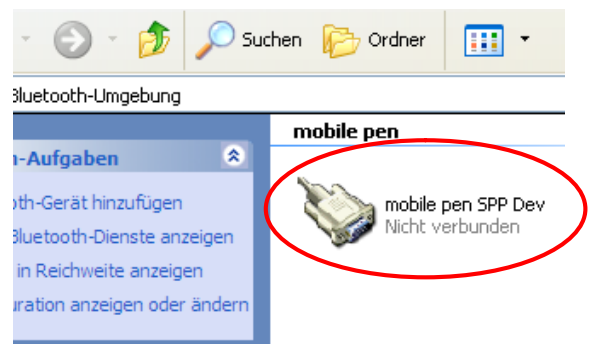 Suchen Ordner
Bluetooth-Umgebung
mobile pen
n-Aufgaben
oth-Gerät hinzufügen
Bluetooth-Dienste anzeigen
in Reichweite anzeigen
uration anzeigen oder ändern
mobile pen SPP Dev
Nicht verbunden